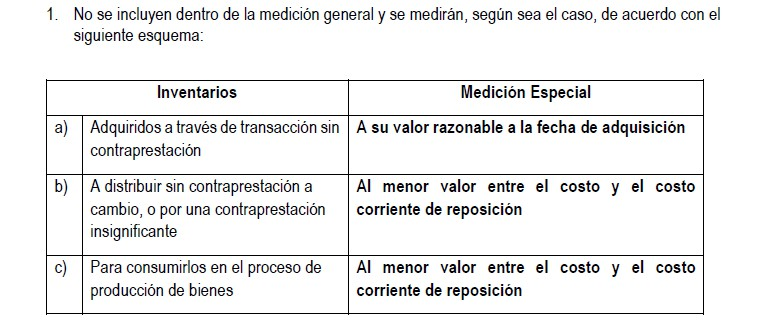 1. No se incluyen dentro de la medición general y se medirán, según sea el caso, de acuerdo con el
siguiente esquema:
Inventarios
Medición Especial
a) Adquiridos a través de transacción sin
contraprestación
A su valor razonable a la fecha de adquisición
b) A distribuir sin contraprestación a
cambio, o por una contraprestación
insignificante
Al menor valor entre el costo y el costo
corriente de reposición
c) Para consumirlos en el proceso de
producción de bienes
Al menor valor entre el costo y el costo
corriente de reposición